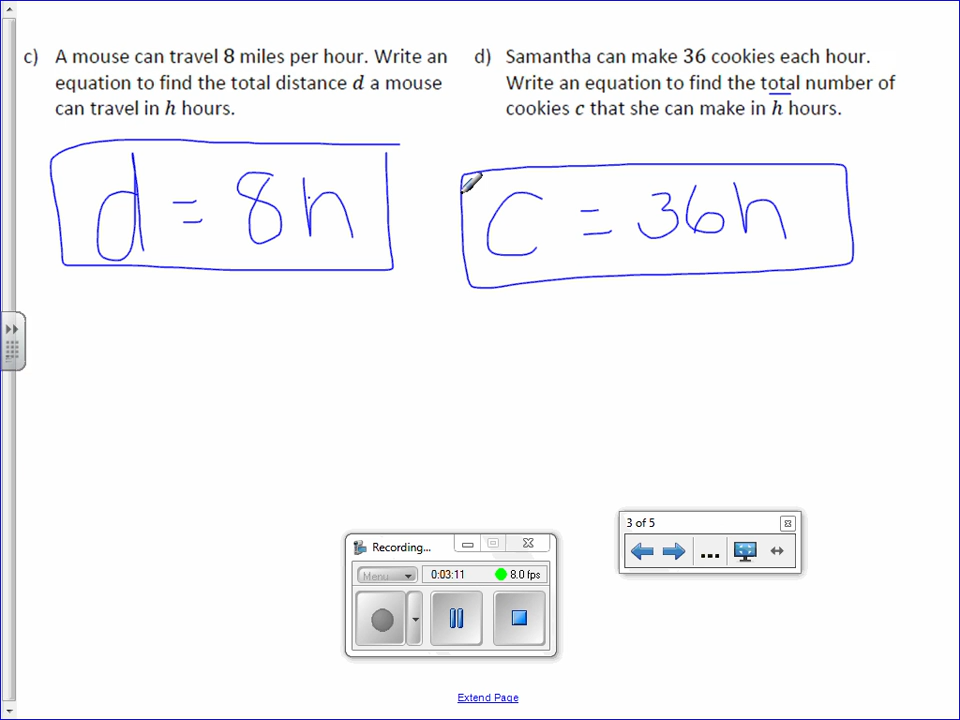 c) A mouse can travel 8 miles per hour. Write an
equation to find the total distance d a mouse
can travel in h hours.
d = 8h
d) Samantha can make 36 cookies each hour.
Write an equation to find the total number of
cookies c that she can make in h hours.
C = 36h
3 of 5
...
Recording...
Menu
0:03:11
8.0 fps
Extend Page